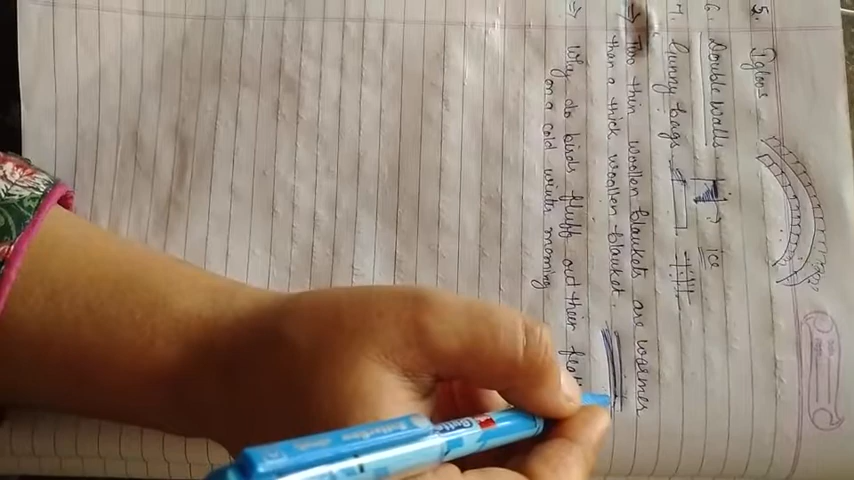 5. Igloos
6. Double Walls
7. Gunny bags ice
⇒ Two thin woollen blankets are warmer
than a thick woollen blanket.
⇒ Why do birds fluff out their
on a cold winter morning